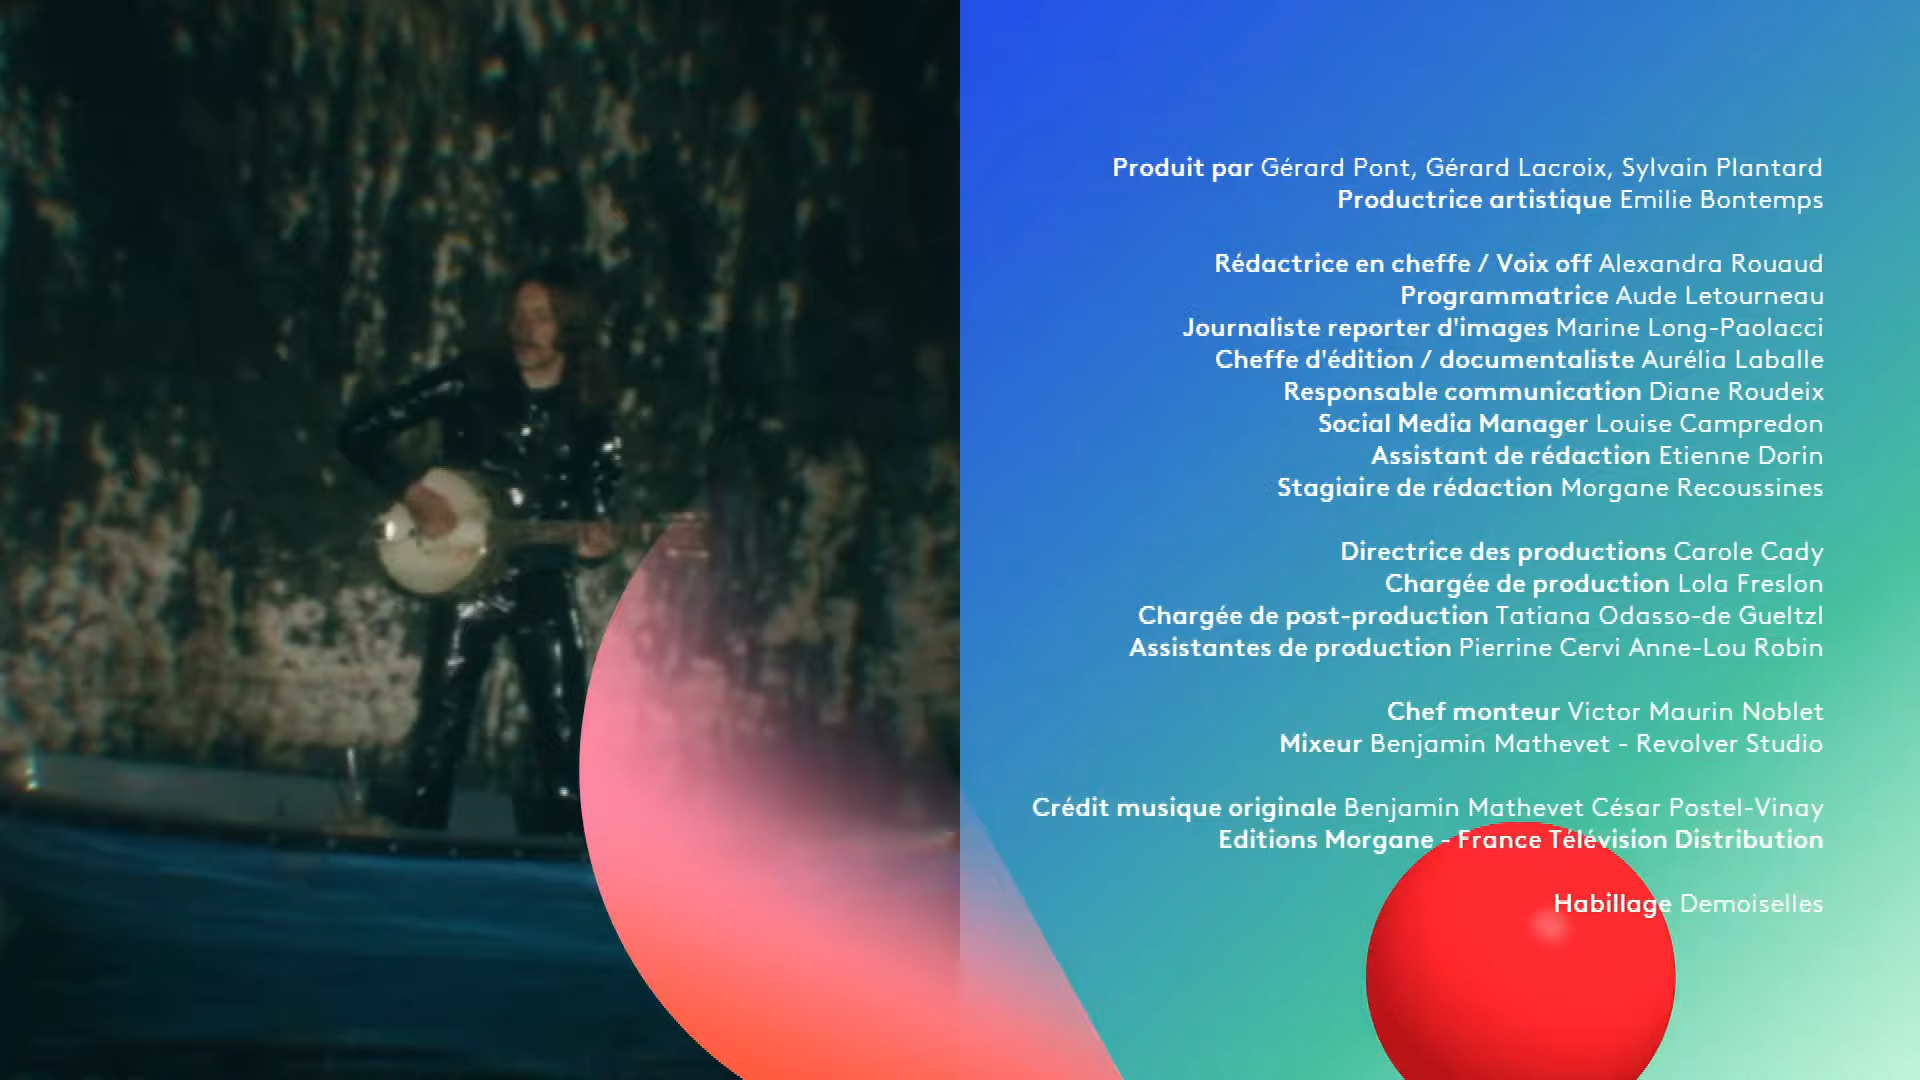 Produit par Gérard Pont, Gérard Lacroix, Sylvain Plantard
Productrice artistique Emilie Bontemps
Rédactrice en cheffe / Voix off Alexandra Rouaud
Programmatrice Aude Letourneau
Journaliste reporter d'images Marine Long-Paolacci
Cheffe d'édition / documentaliste Aurélia Laballe
Responsable communication Diane Roudeix
Social Media Manager Louise Campredon
Assistant de rédaction Etienne Dorin
Stagiaire de rédaction Morgane Recoussines
Directrice des productions Carole Cady
Chargée de production Lola Freslon
Chargée de post-production Tatiana Odasso-de Gueltzl
Assistantes de production Pierrine Cervi Anne-Lou Robin
Chef monteur Victor Maurin Noblet
Mixeur Benjamin Mathevet - Revolver Studio
Crédit musique originale Benjamin Mathevet César Postel-Vinay
Editions Morgane - France Télévision Distribution
Habillage Demoiselles